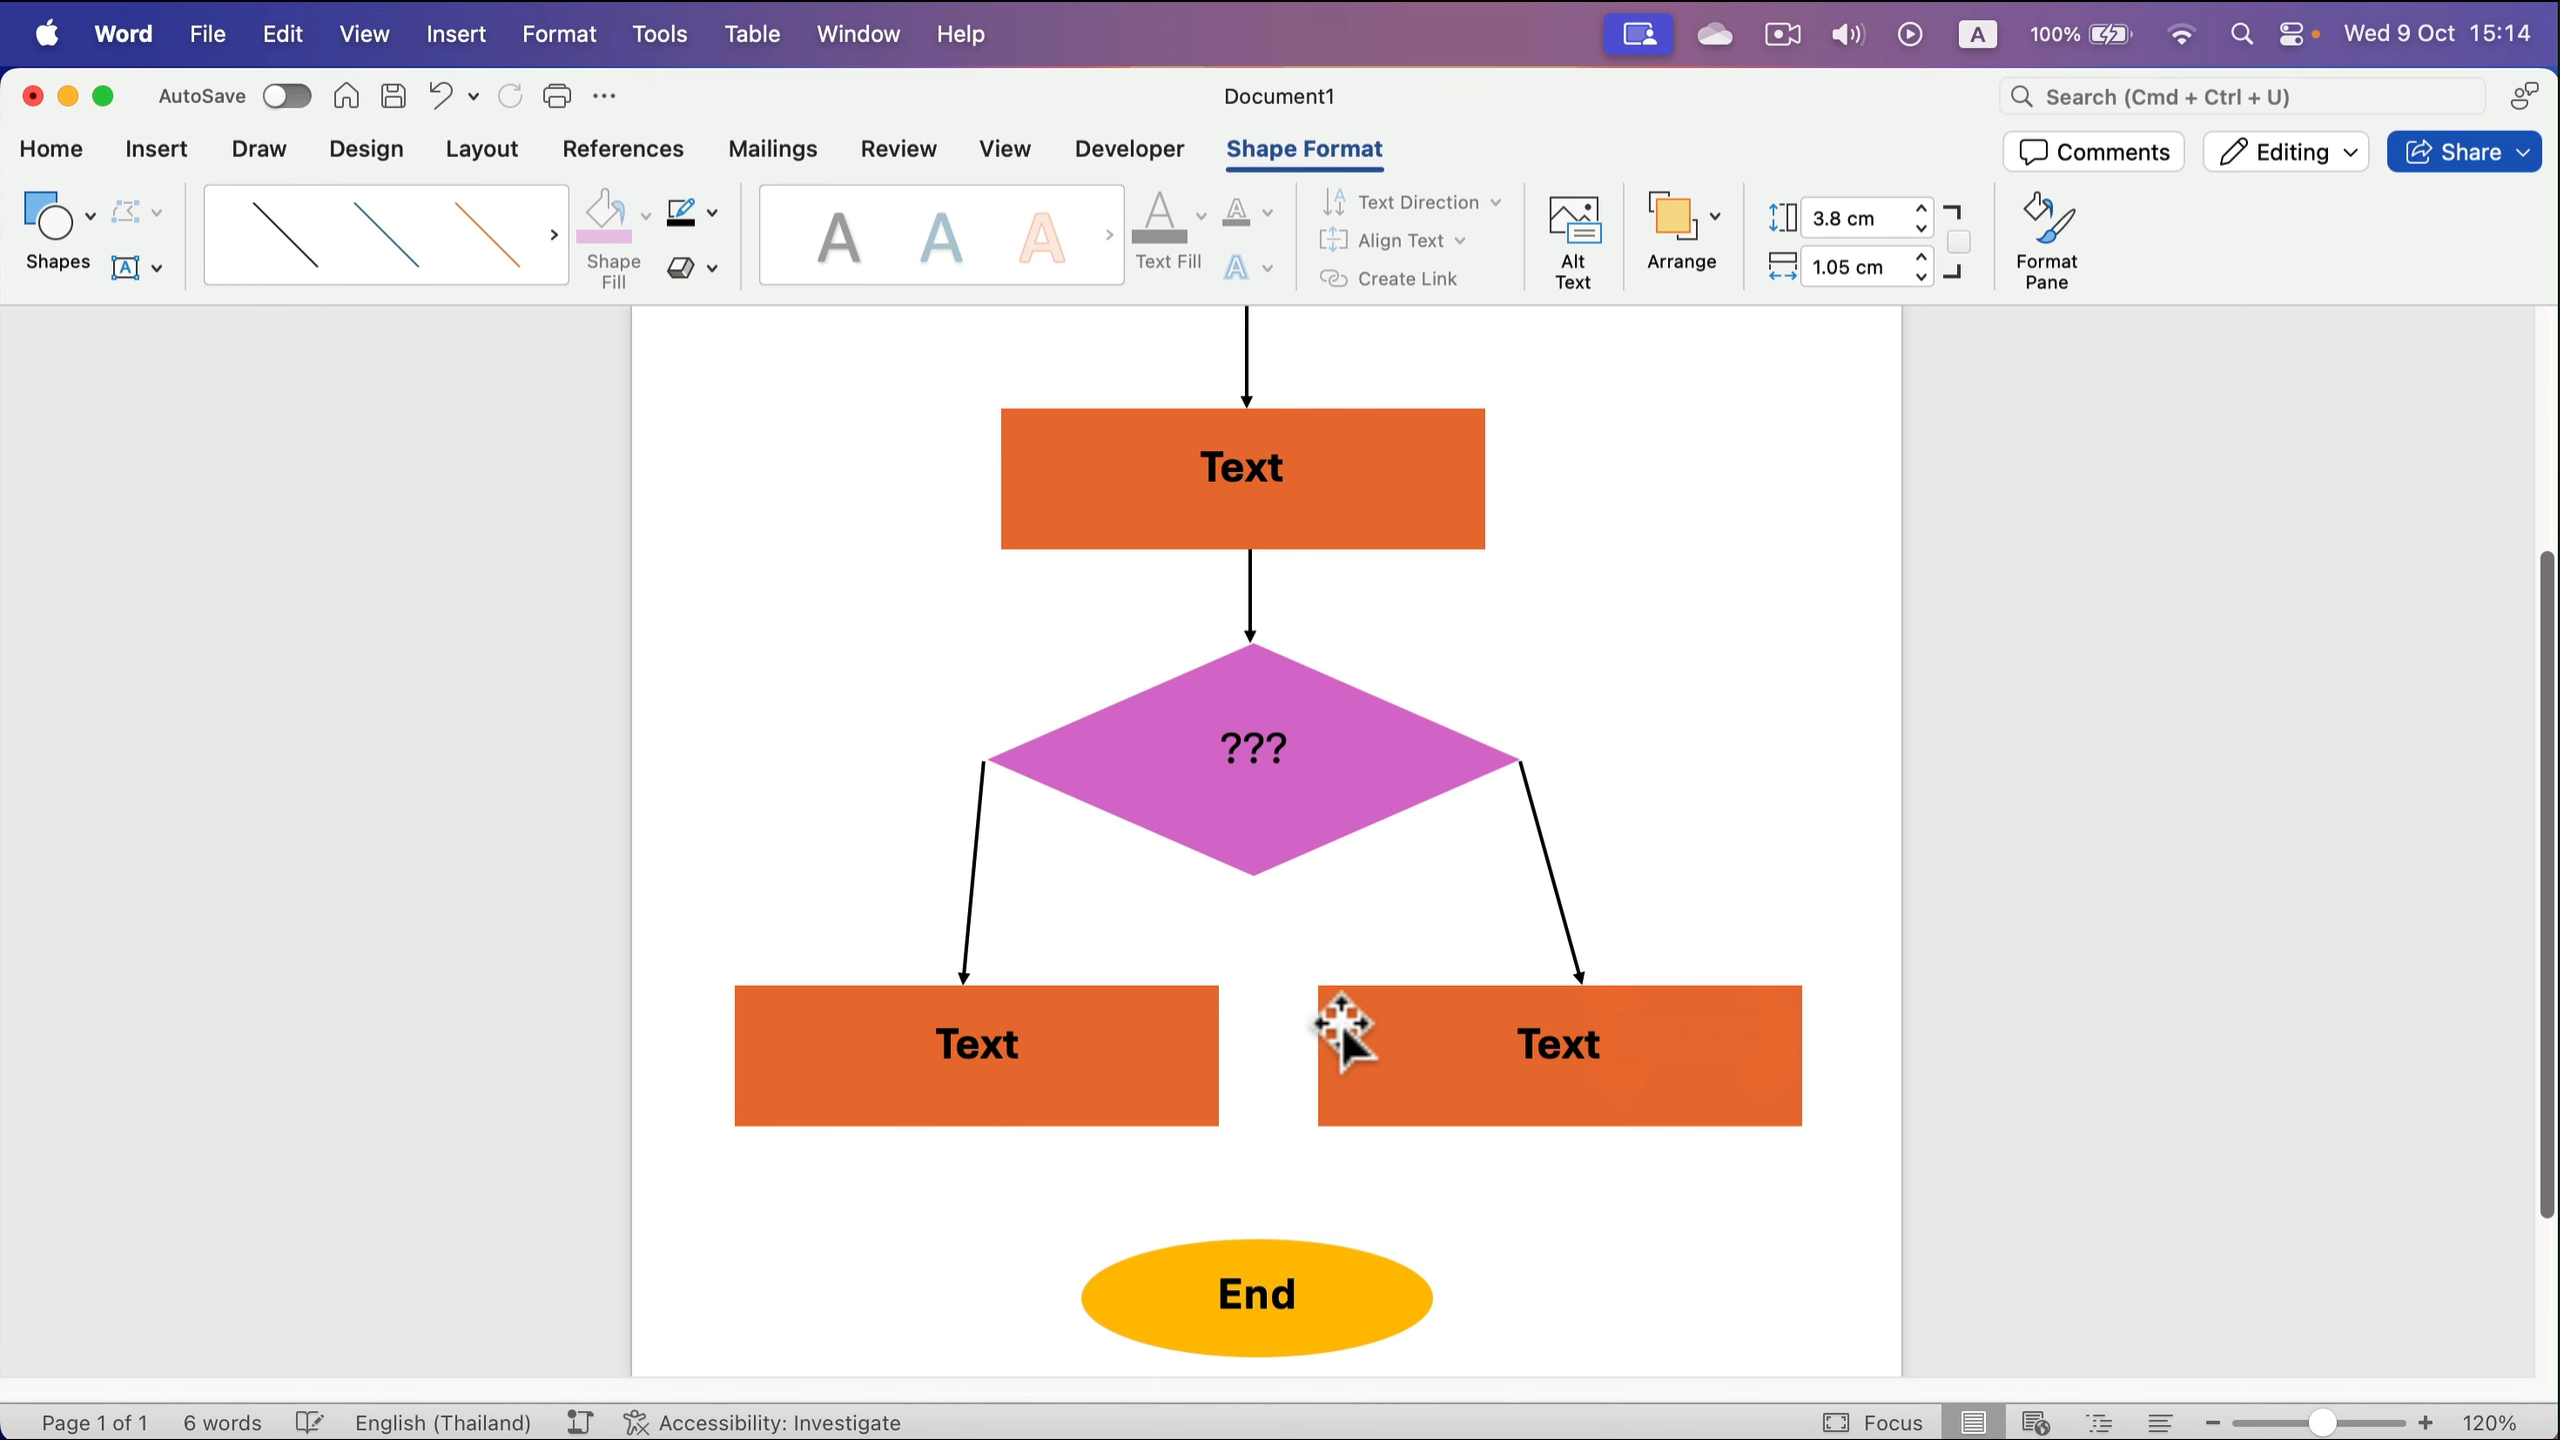 Word File Edit View Insert Format Tools Table Window Help A 100% Wed 9 Oct 15:14
AutoSave Document1 Search (Cmd + Ctrl + U)
Home Insert Draw Design Layout References Mailings Review View Developer Shape Format Comments Editing Share
Shapes A Shape Fill A A A Text Fill A A Text Direction Align Text Create Link Alt Text Arrange 3.8 cm 1.05 cm Format Pane
Text
???
Text Text
End
Page 1 of 1 6 words English (Thailand) Accessibility: Investigate Focus 120%